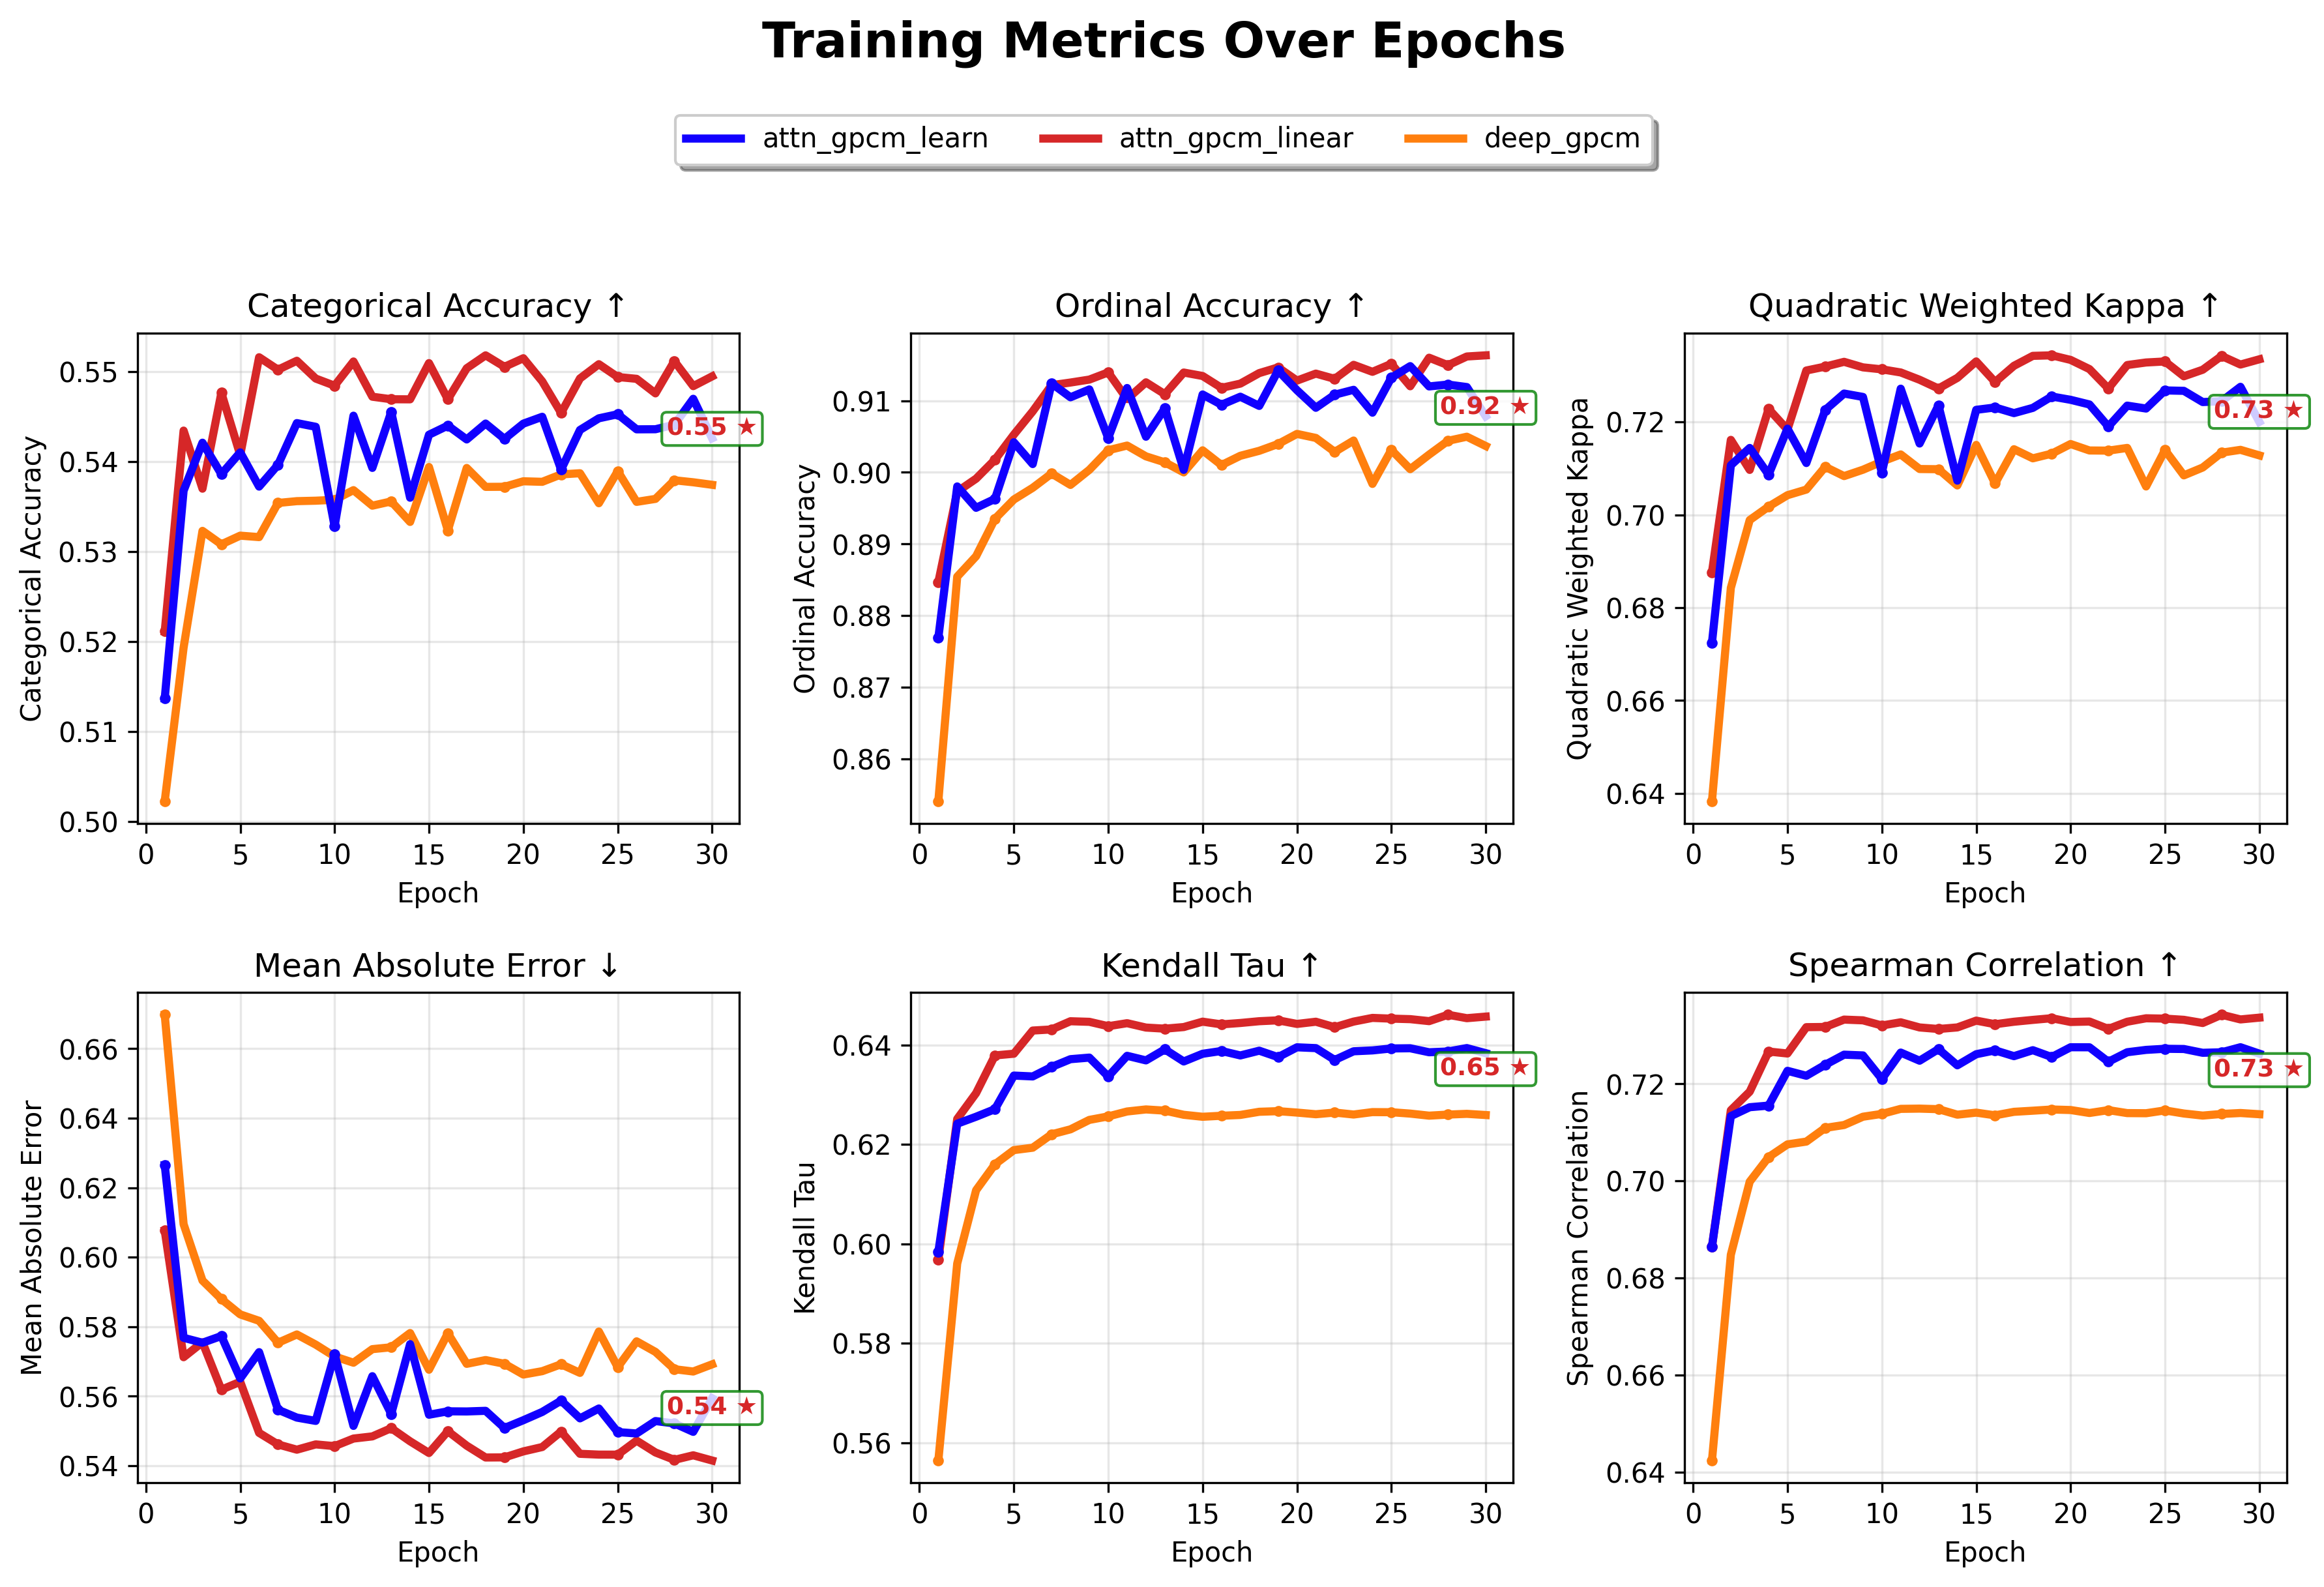 Training Metrics Over Epochs
attn_gpcm_learn attn_gpcm_linear deep_gpcm
Categorical Accuracy ↑
Categorical Accuracy
0.55
0.54
0.53
0.52
0.51
0.50
0.55 ★
0 5 10 15 20 25 30
Epoch
Ordinal Accuracy ↑
Ordinal Accuracy
0.91
0.90
0.89
0.88
0.87
0.86
0.92 ★
0 5 10 15 20 25 30
Epoch
Quadratic Weighted Kappa ↑
Quadratic Weighted Kappa
0.72
0.70
0.68
0.66
0.64
0.73 ★
0 5 10 15 20 25 30
Epoch
Mean Absolute Error ↓
Mean Absolute Error
0.66
0.64
0.62
0.60
0.58
0.56
0.54
0.54 ★
0 5 10 15 20 25 30
Epoch
Kendall Tau ↑
Kendall Tau
0.64
0.62
0.60
0.58
0.56
0.65 ★
0 5 10 15 20 25 30
Epoch
Spearman Correlation ↑
Spearman Correlation
0.72
0.70
0.68
0.66
0.64
0.73 ★
0 5 10 15 20 25 30
Epoch